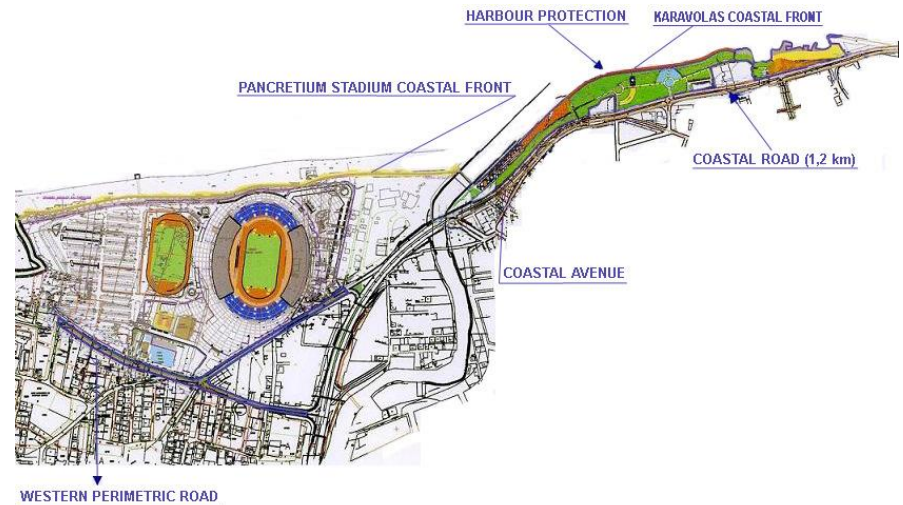 HARBOUR PROTECTION
KARAVOLAS COASTAL FRONT
PANCRETIUM STADIUM COASTAL FRONT
COASTAL ROAD (1,2 km)
COASTAL AVENUE
WESTERN PERIMETRIC ROAD